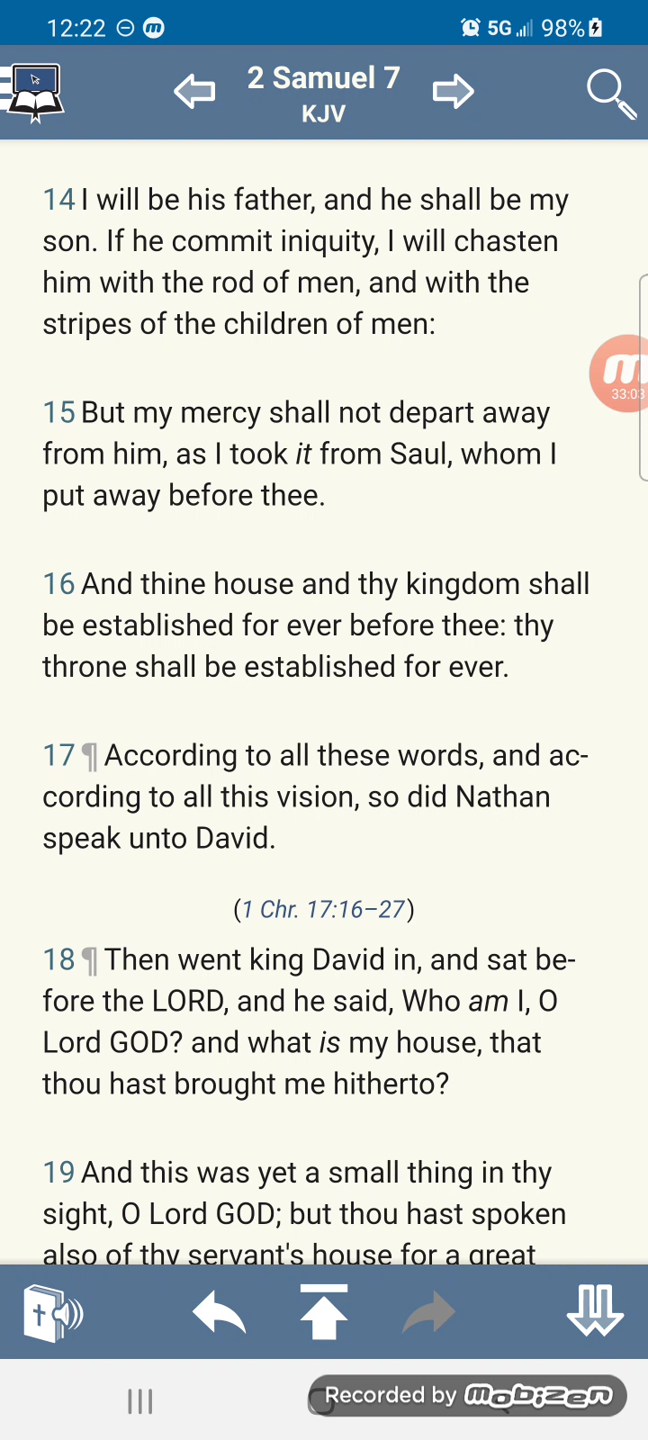 12:22 98%
5G
2 Samuel 7
KJV
14 I will be his father, and he shall be my
son. If he commit iniquity, I will chasten
him with the rod of men, and with the
stripes of the children of men:
33:03
15 But my mercy shall not depart away
from him, as I took it from Saul, whom I
put away before thee.
16 And thine house and thy kingdom shall
be established for ever before thee: thy
throne shall be established for ever.
17 ¶ According to all these words, and ac-
cording to all this vision, so did Nathan
speak unto David.
(1 Chr. 17:16–27)
18 ¶ Then went king David in, and sat be-
fore the LORD, and he said, Who am I, O
Lord GOD? and what is my house, that
thou hast brought me hitherto?
19 And this was yet a small thing in thy
sight, O Lord GOD; but thou hast spoken
also of thy servant's house for a great
Recorded by mobizen